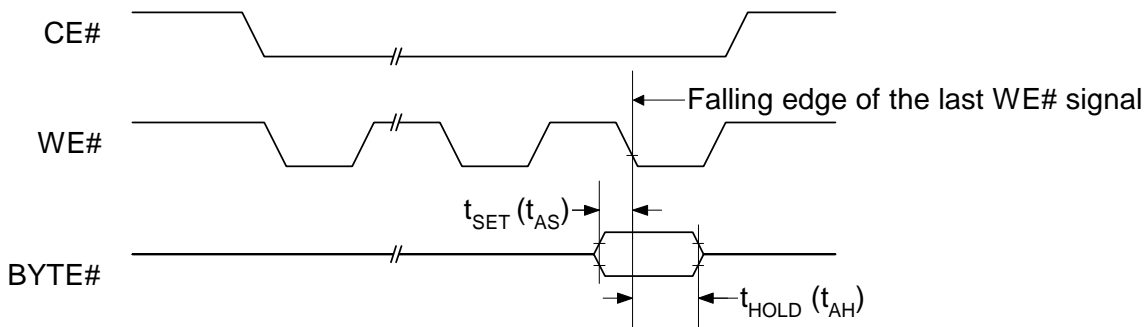 CE#
Falling edge of the last WE# signal
WE#
tSET (tAS)
BYTE#
tHOLD (tAH)